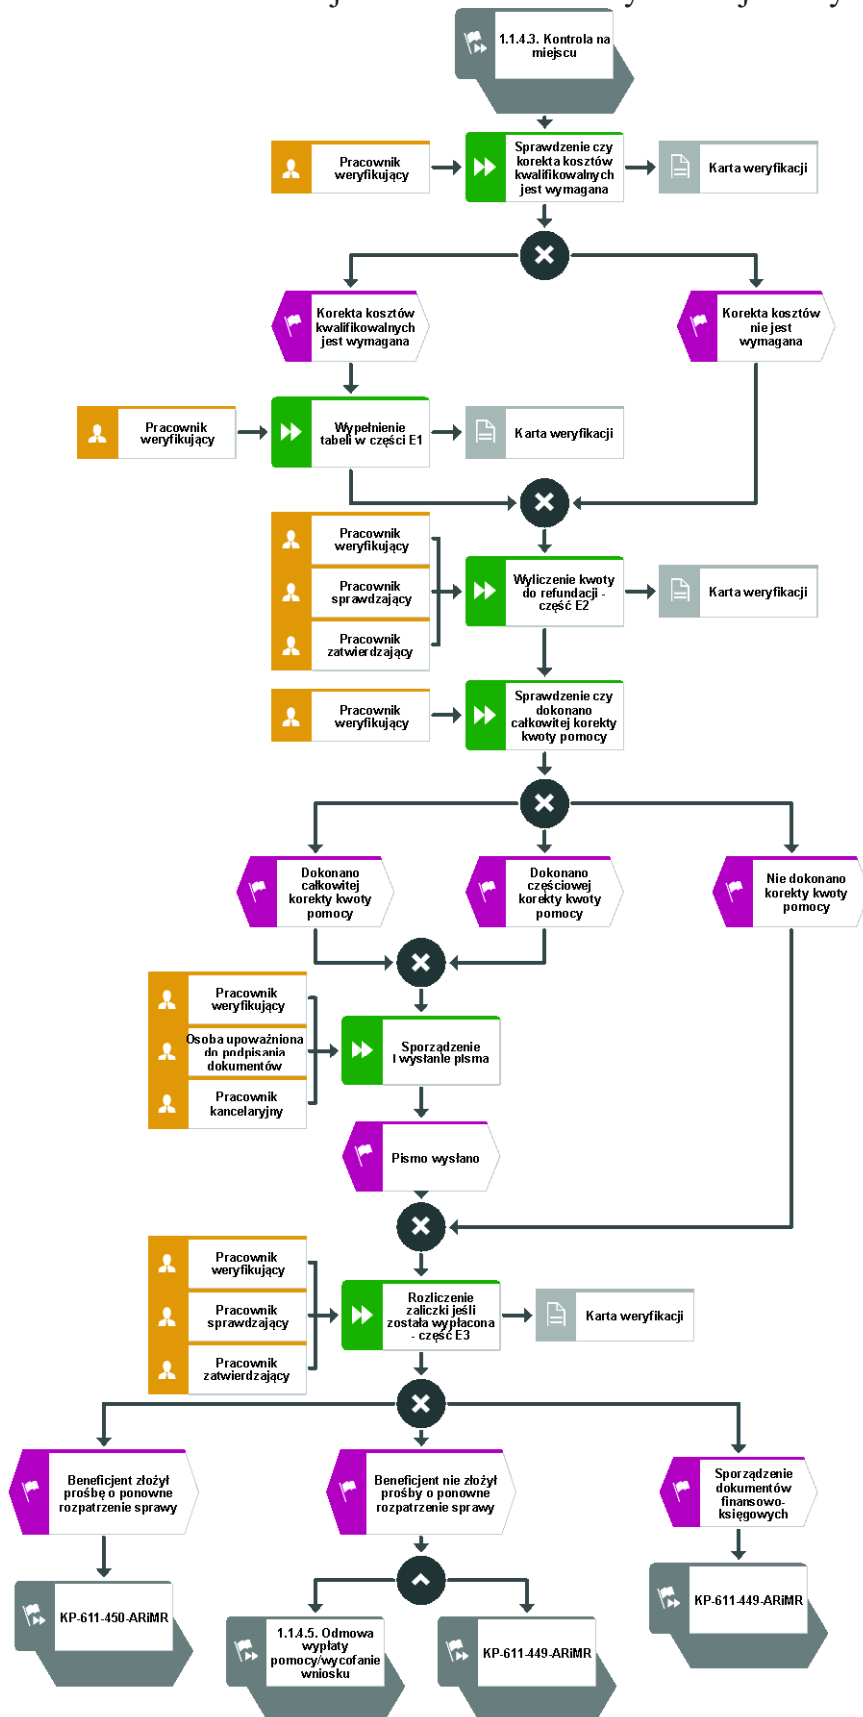 1.1.4.3. Kontrola na
miejscu
Pracownik
weryfikujący
Sprawdzenie czy
korekta kosztów
kwalifikowalnych
jest wymagana
Karta weryfikacji
Korekta kosztów
kwalifikowalnych
jest wymagana
Korekta kosztów
nie jest
wymagana
Pracownik
weryfikujący
Wypełnienie
tabeli w części E1
Karta weryfikacji
Pracownik
weryfikujący
Pracownik
sprawdzający
Pracownik
zatwierdzający
Wyliczenie kwoty
do refundacji -
część E2
Karta weryfikacji
Pracownik
weryfikujący
Sprawdzenie czy
dokonano
całkowitej korekty
kwoty pomocy
Dokonano
całkowitej
korekty kwoty
pomocy
Dokonano
częściowej
korekty kwoty
pomocy
Nie dokonano
korekty kwoty
pomocy
Pracownik
weryfikujący
Osoba upoważniona
do podpisania
dokumentów
Pracownik
kancelaryjny
Sporządzenie
i wysłanie pisma
Pismo wysłano
Pracownik
weryfikujący
Pracownik
sprawdzający
Pracownik
zatwierdzający
Rozliczenie
zaliczki jeśli
została wypłacona
- część E3
Karta weryfikacji
Beneficjent złożył
prośbę o ponowne
rozpatrzenie sprawy
Beneficjent nie złożył
prośby o ponowne
rozpatrzenie sprawy
Sporządzenie
dokumentów
finansowo-
księgowych
KP-611-450-ARiMR
1.1.4.5. Odmowa
wypłaty
pomocy/wycofanie
wniosku
KP-611-449-ARiMR
KP-611-449-ARiMR